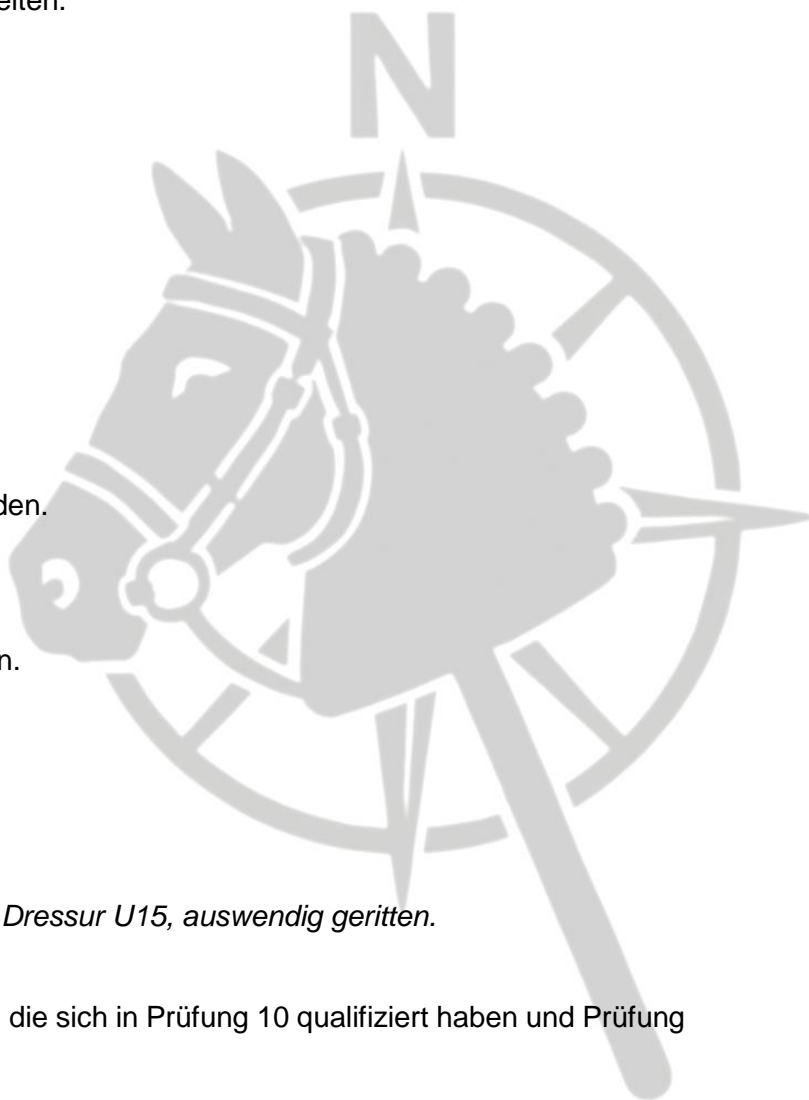 eiten.
N
den.
n.
Dressur U15, auswendig geritten.
die sich in Prüfung 10 qualifiziert haben und Prüfung